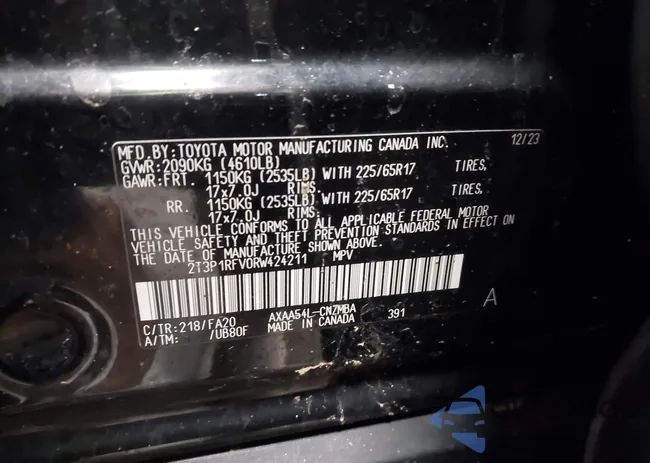 MFD. BY: TOYOTA MOTOR MANUFACTURING CANADA INC. 12/23
GVWR: 2090KG (4610LB)
GAWR: FRT. 1150KG (2535LB) WITH 225/65R17 TIRES,
17x7.0J RIMS:
RR. 1150KG (2535LB) WITH 225/65R17 TIRES,
17x7.0J RIMS:
THIS VEHICLE CONFORMS TO ALL APPLICABLE FEDERAL MOTOR
VEHICLE SAFETY AND THEFT PREVENTION STANDARDS IN EFFECT ON
THE DATE OF MANUFACTURE SHOWN ABOVE.
2T3P1RFV0RW424211 MPV
C/TR: 218/FA20 AXAA54L-CNZMBA 391 A
A/TM: /UB80F MADE IN CANADA